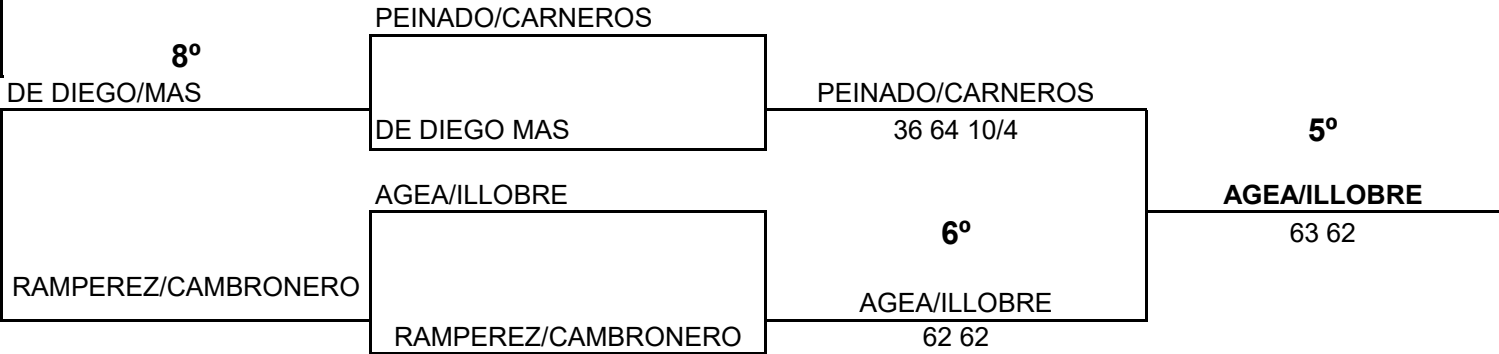 PEINADO/CARNEROS
8º
DE DIEGO/MAS
PEINADO/CARNEROS
DE DIEGO MAS
36 64 10/4
5º
AGEA/ILLOBRE
AGEA/ILLOBRE
6º
63 62
RAMPEREZ/CAMBRONERO
AGEA/ILLOBRE
RAMPEREZ/CAMBRONERO
62 62